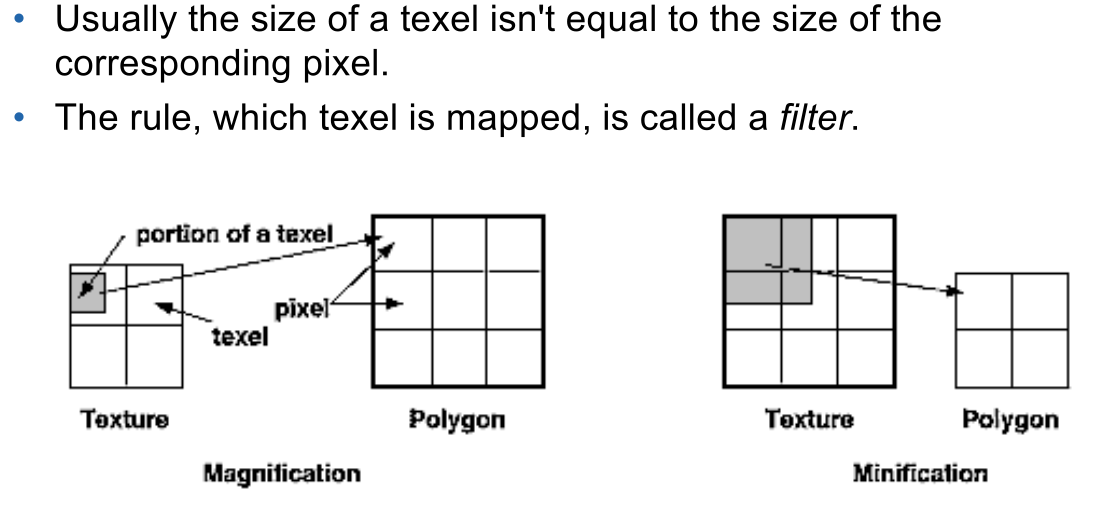 • Usually the size of a texel isn't equal to the size of the
corresponding pixel.
• The rule, which texel is mapped, is called a filter.
portion of a texel
pixel
texel
Texture
Polygon
Texture
Polygon
Magnification
Minification